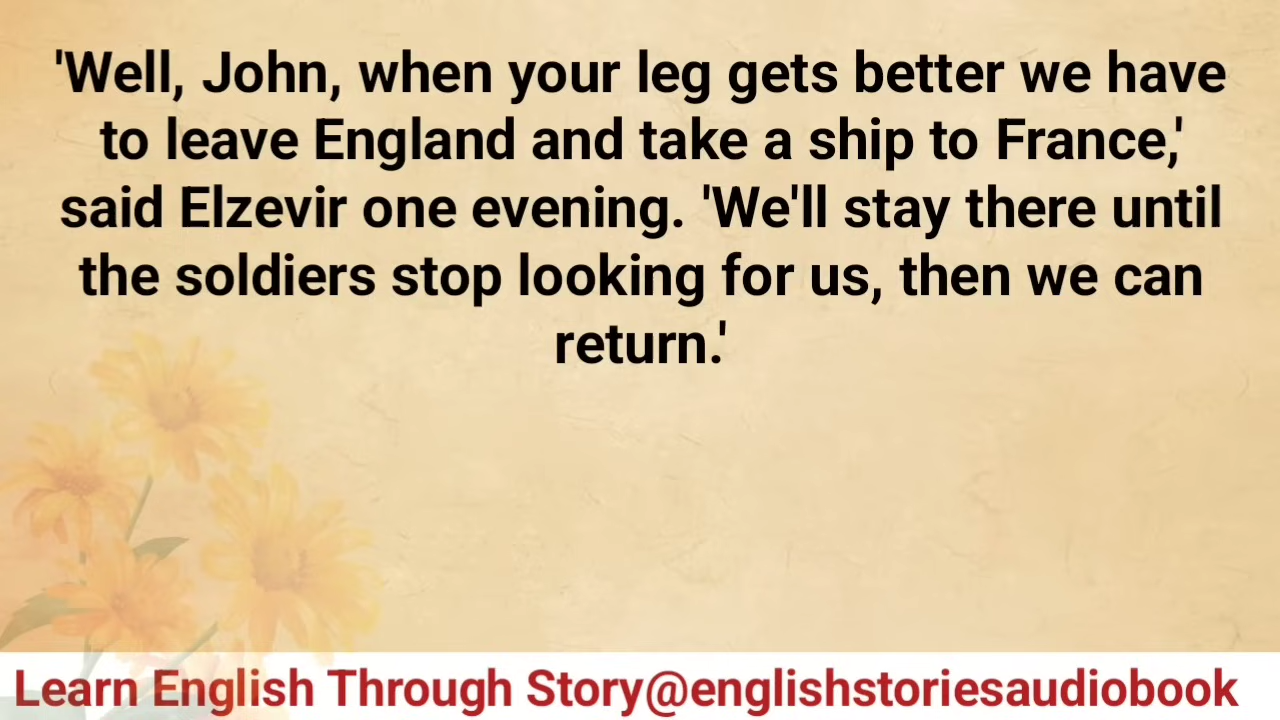 'Well, John, when your leg gets better we have
to leave England and take a ship to France,'
said Elzevir one evening. 'We'll stay there until
the soldiers stop looking for us, then we can
return.'
Learn English Through Story@englishstoriesaudiobook